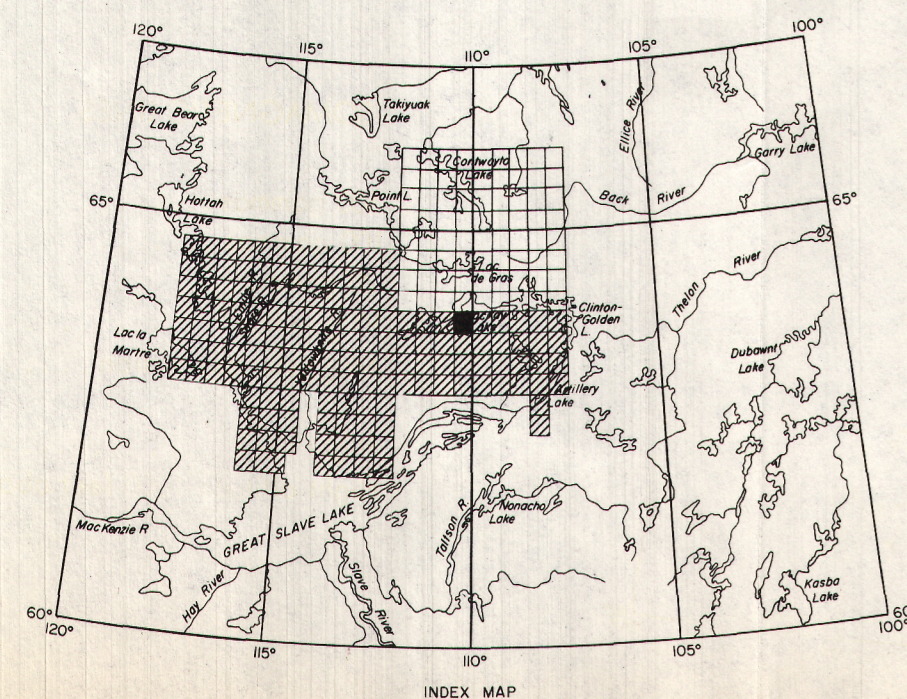 120°
115°
110°
105°
100°
Great Bear
Lake
Takiyuak
Lake
Ellice River
Garry Lake
Contwoyto
Lake
Point L.
Back River
65°
65°
Hottah
Lake
Lac
de Gras
Thelon River
Clinton-
Golden
L.
Mackay
Lake
Yellowknife R.
Lac la
Martre
Dubawnt
Lake
Artillery
Lake
GREAT SLAVE LAKE
Taltson R.
Nonacho
Lake
MacKenzie R
Hay River
Slave River
Kasba
Lake
60°
60
120°
115°
110°
105°
100°
INDEX MAP